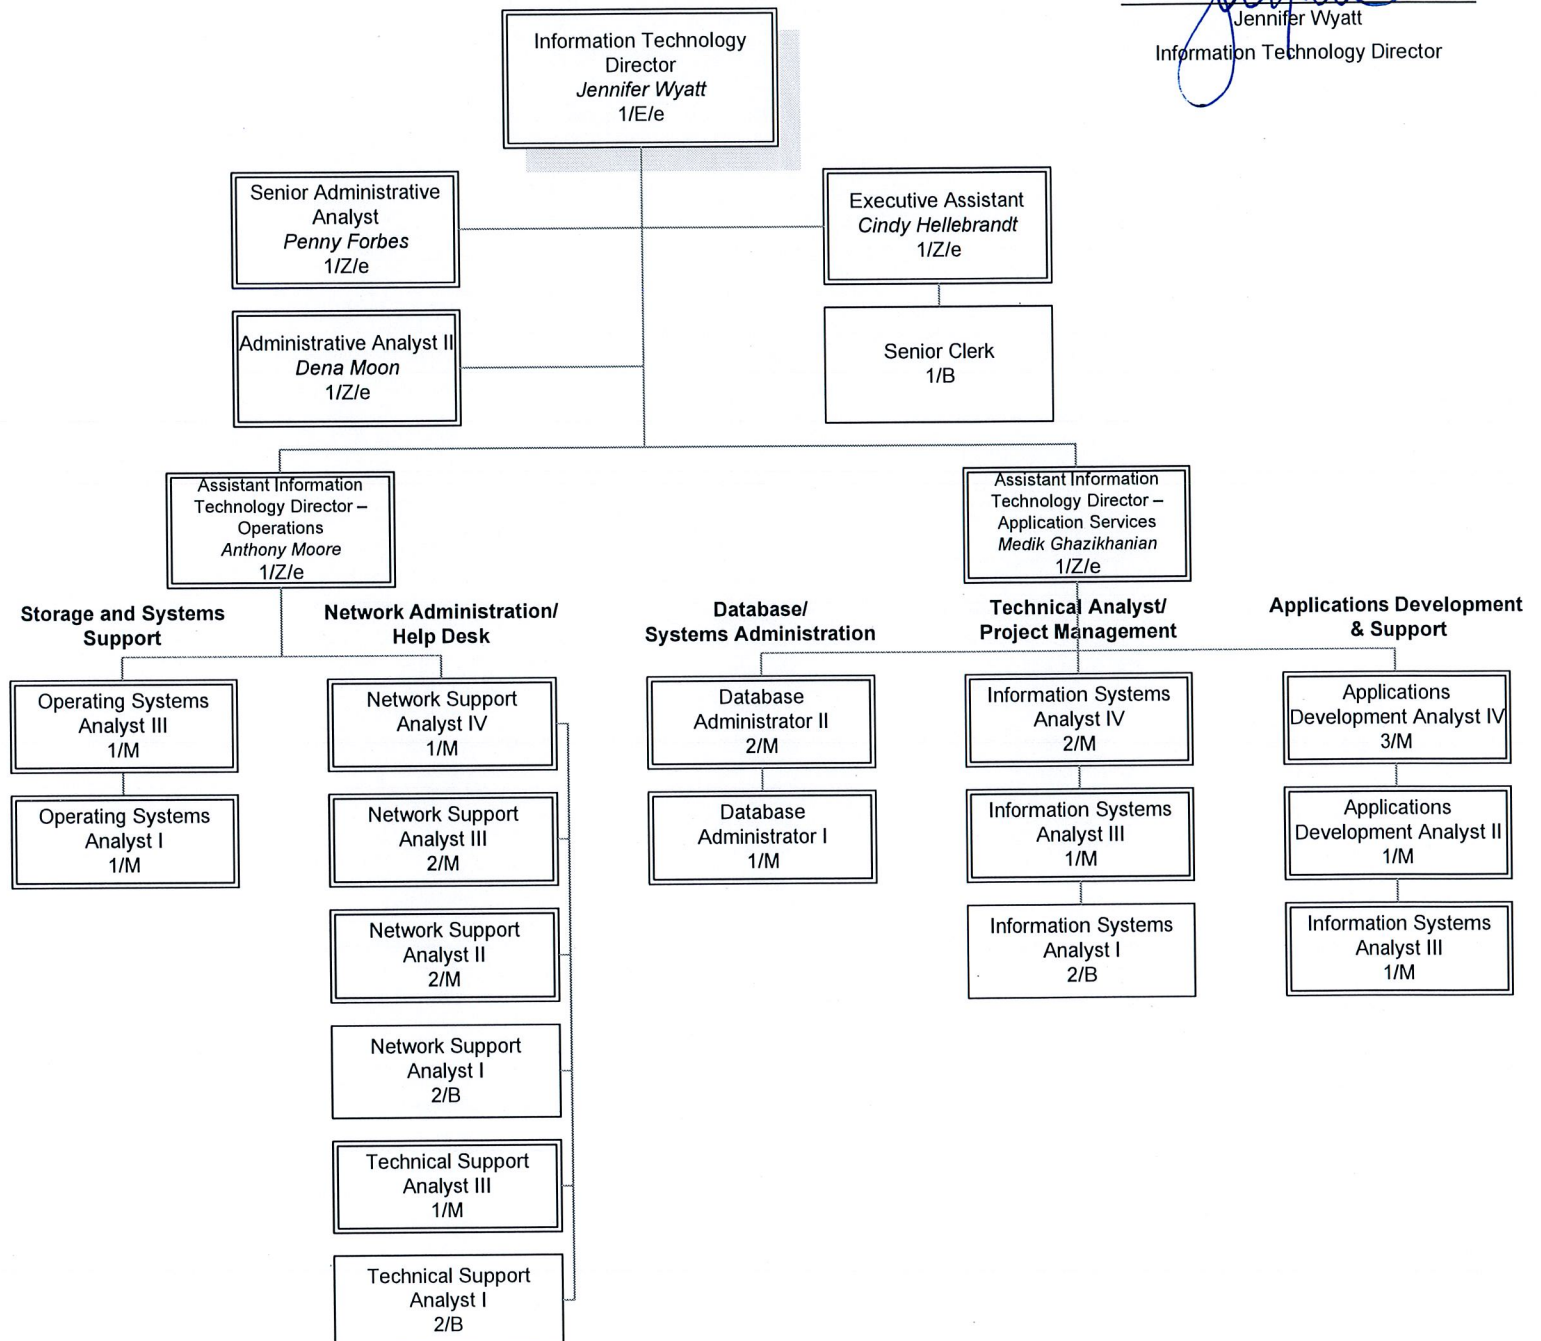 Jennifer Wyatt
Information Technology Director
Information Technology
Director
Jennifer Wyatt
1/E/e
Senior Administrative
Analyst
Penny Forbes
1/Z/e
Executive Assistant
Cindy Hellebrandt
1/Z/e
Administrative Analyst II
Dena Moon
1/Z/e
Senior Clerk
1/B
Assistant Information
Technology Director –
Operations
Anthony Moore
1/Z/e
Assistant Information
Technology Director –
Application Services
Medik Ghazikhanian
1/Z/e
Storage and Systems
Support
Operating Systems
Analyst III
1/M
Operating Systems
Analyst I
1/M
Network Administration/
Help Desk
Network Support
Analyst IV
1/M
Network Support
Analyst III
2/M
Network Support
Analyst II
2/M
Network Support
Analyst I
2/B
Technical Support
Analyst III
1/M
Technical Support
Analyst I
2/B
Database/
Systems Administration
Database
Administrator II
2/M
Database
Administrator I
1/M
Technical Analyst/
Project Management
Information Systems
Analyst IV
2/M
Information Systems
Analyst III
1/M
Information Systems
Analyst I
2/B
Applications Development
& Support
Applications
Development Analyst IV
3/M
Applications
Development Analyst II
1/M
Information Systems
Analyst III
1/M